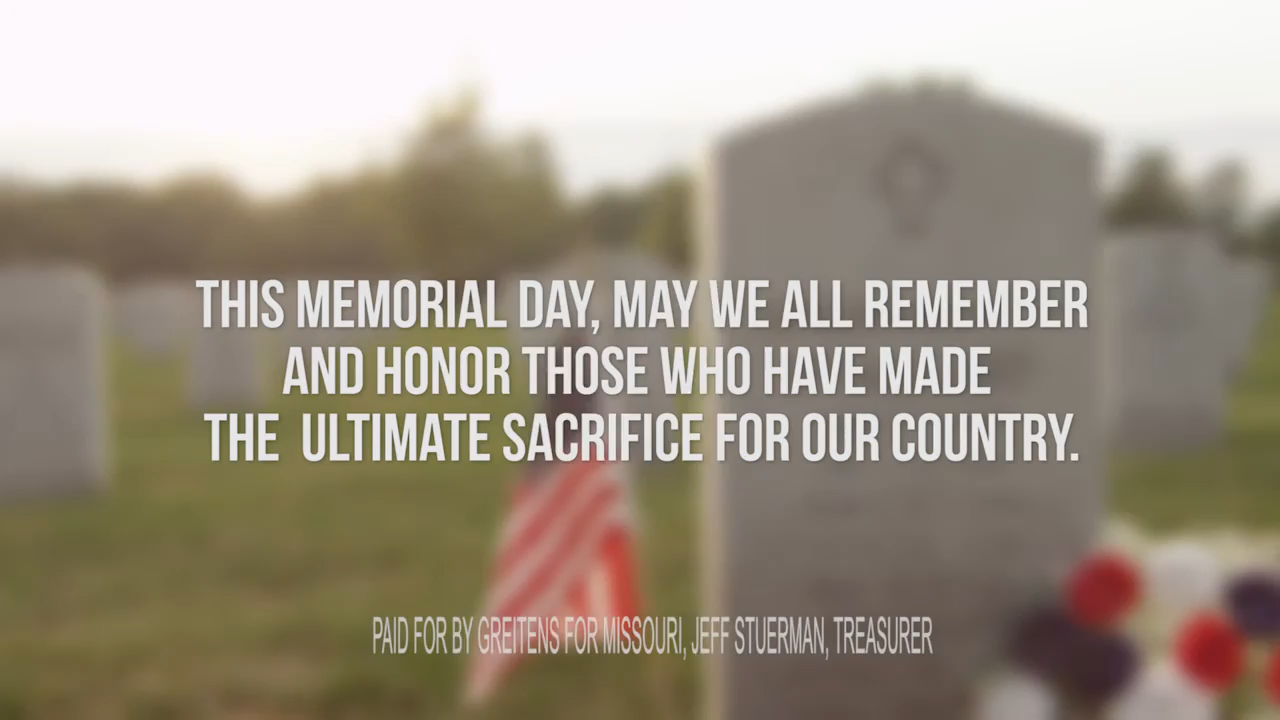 THIS MEMORIAL DAY, MAY WE ALL REMEMBER
AND HONOR THOSE WHO HAVE MADE
THE  ULTIMATE SACRIFICE FOR OUR COUNTRY.
PAID FOR BY GREITENS FOR MISSOURI, JEFF STUERMAN, TREASURER